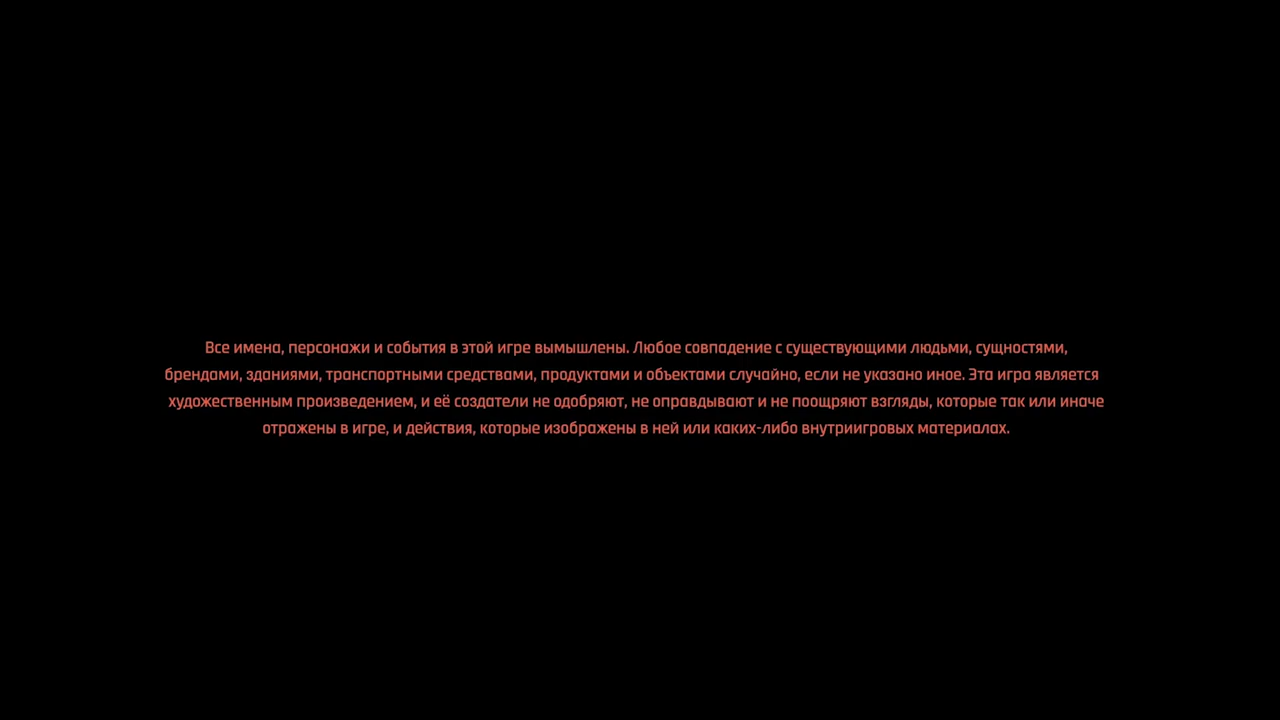 Все имена, персонажи и события в этой игре вымышлены. Любое совпадение с существующими людьми, сущностями,
брендами, зданиями, транспортными средствами, продуктами и объектами случайно, если не указано иное. Эта игра является
художественным произведением, и её создатели не одобряют, не оправдывают и не поощряют взгляды, которые так или иначе
отражены в игре, и действия, которые изображены в ней или каких-либо внутриигровых материалах.